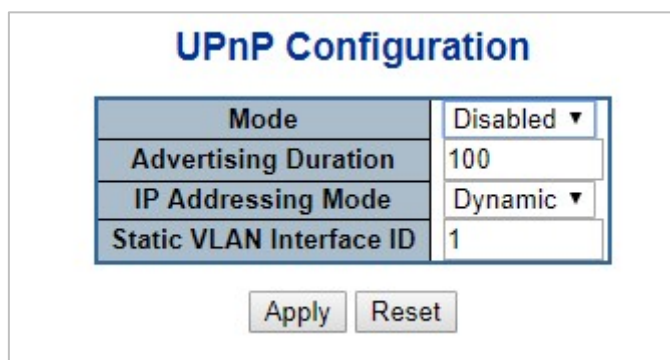 UPnP Configuration
Mode Disabled
Advertising Duration 100
IP Addressing Mode Dynamic
Static VLAN Interface ID 1
Apply Reset